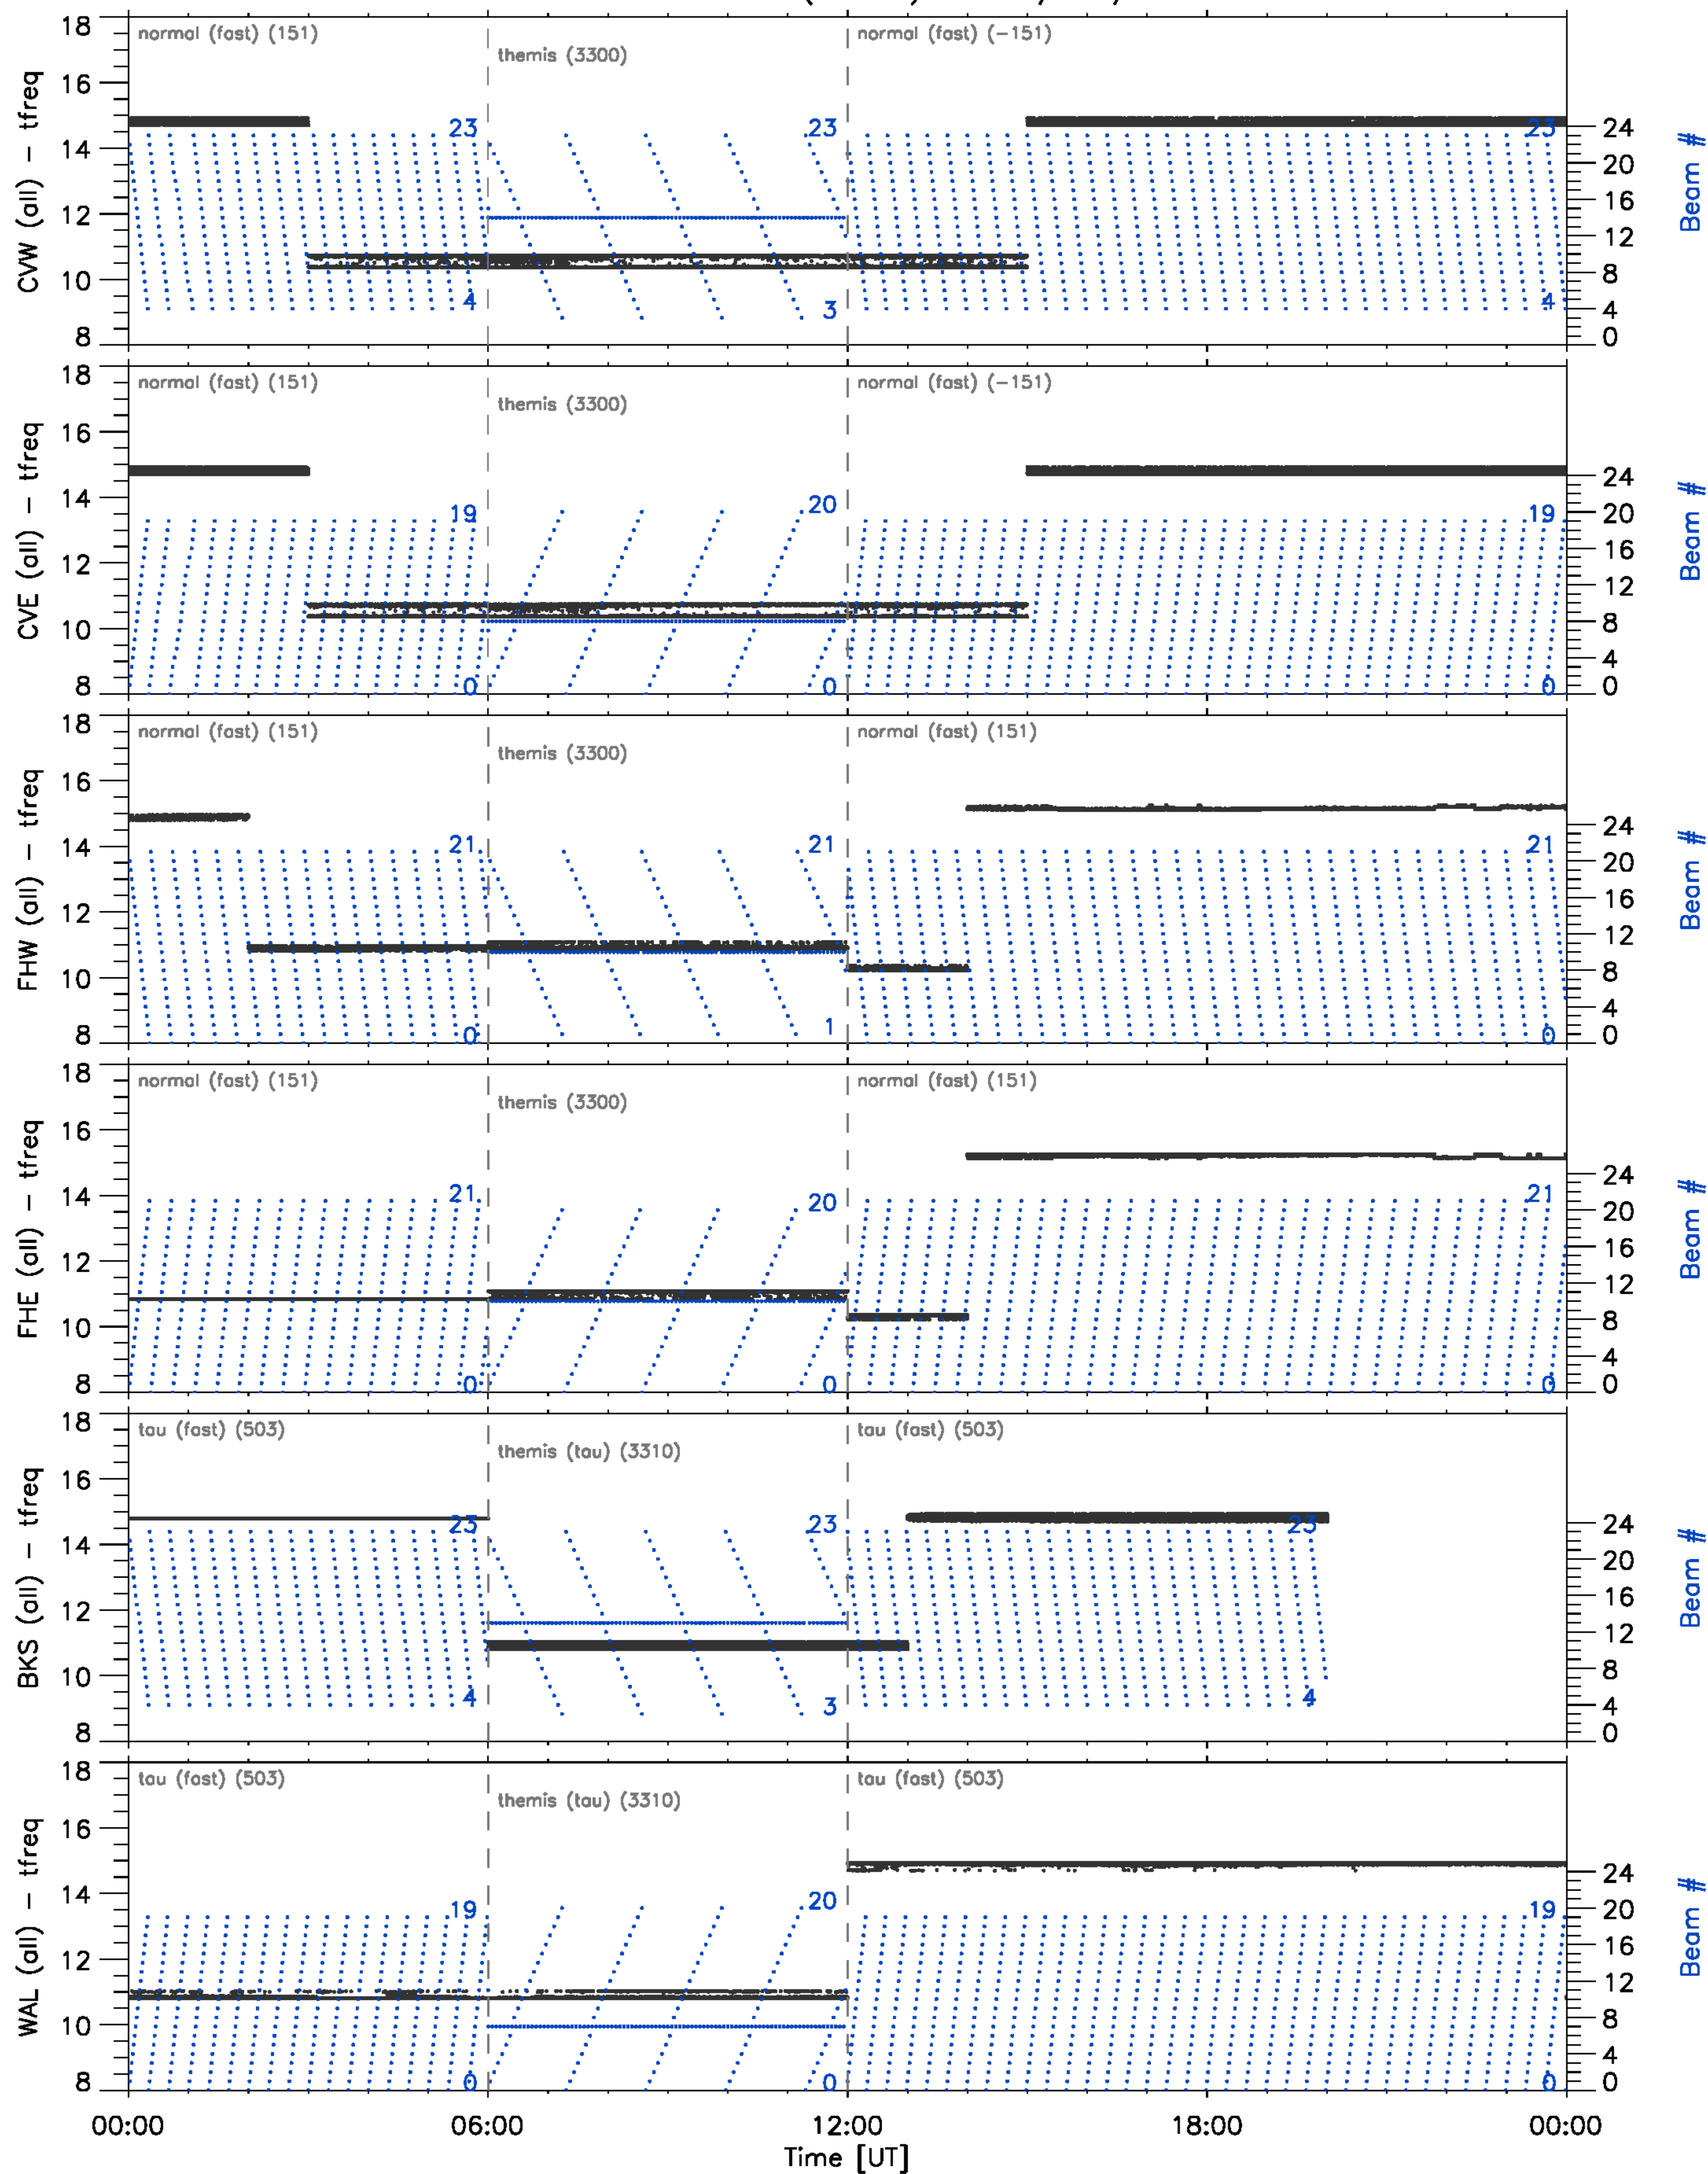 18 normal (fast) (151) normal (fast) (-151)
themis (3300)
16
23 23 23 24
14 20
16
12 12
10 8
4 3 4 4
8 0
CVW (all) - tfreq
Beam #
18 normal (fast) (151) normal (fast) (-151)
themis (3300)
16
24
14 19 20 19 20
16
12 12
10 8
4
8 0 0 0 0
CVE (all) - tfreq
Beam #
18 normal (fast) (151) normal (fast) (151)
themis (3300)
16
24
14 21 21 21 20
16
12 12
10 8
4
8 0 1 0 0
FHW (all) - tfreq
Beam #
18 normal (fast) (151) normal (fast) (151)
themis (3300)
16
24
14 21 20 21 20
16
12 12
10 8
4
8 0 0 0 0
FHE (all) - tfreq
Beam #
18 tau (fast) (503) tau (fast) (503)
themis (tau) (3310)
16
23 23 23 24
14 20
16
12 12
10 8
4 3 4 4
8 0
BKS (all) - tfreq
Beam #
18 tau (fast) (503) tau (fast) (503)
themis (tau) (3310)
16
24
14 19 20 19 20
16
12 12
10 8
4
8 0 0 0 0
WAL (all) - tfreq
Beam #
00:00 06:00 12:00 18:00 00:00
Time [UT]